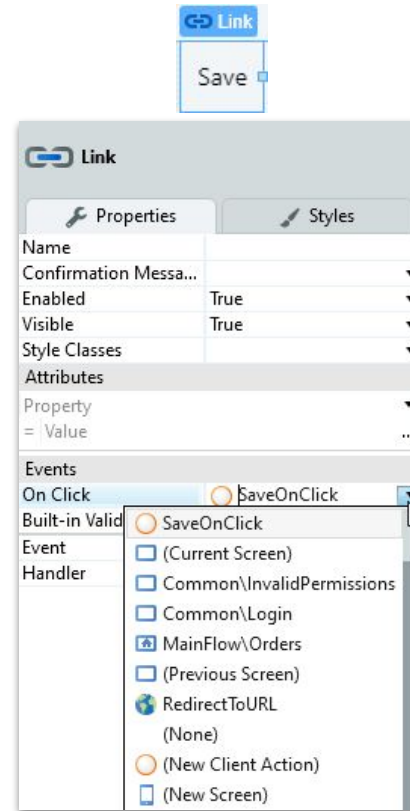 Link
Save
Link
Properties Styles
Name
Confirmation Messa...
Enabled True
Visible True
Style Classes
Attributes
Property
= Value ...
Events
On Click SaveOnClick
Built-in Valid
SaveOnClick
Event
(Current Screen)
Handler
Common\InvalidPermissions
Common\Login
MainFlow\Orders
(Previous Screen)
RedirectToURL
(None)
(New Client Action)
(New Screen)